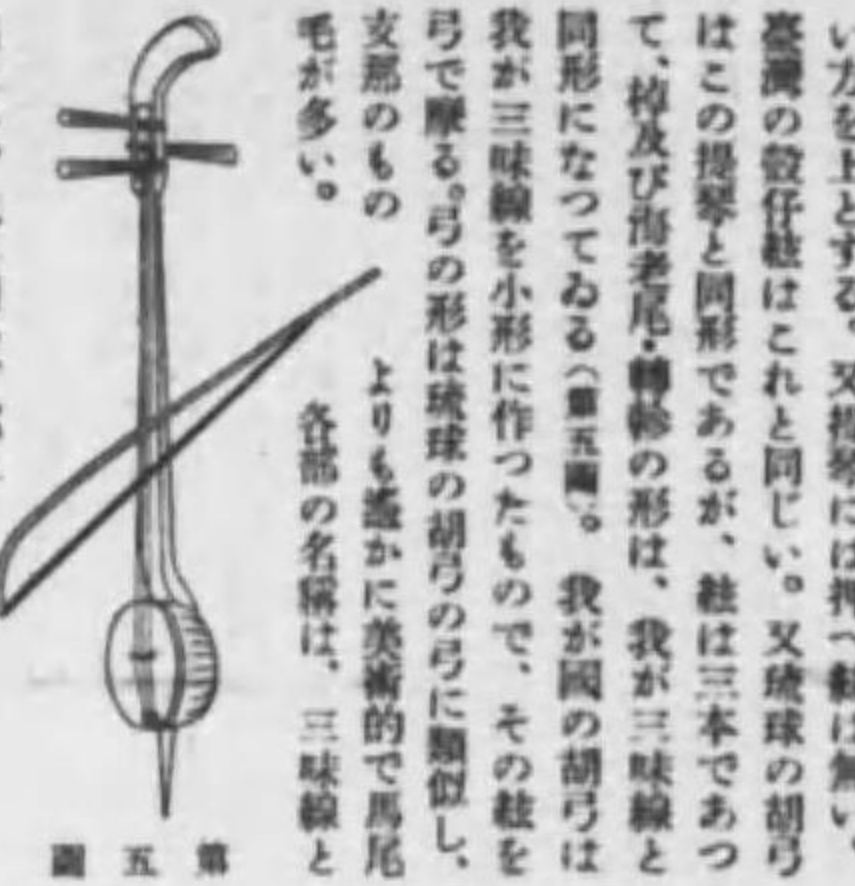 い方を上とする。又提琴には押へ絃は無い。
臺灣の殼仔絃はこれと同じい。又琉球の胡弓
はこの提琴と同形であるが、絃は三本であつ
て、棹及び海老尾・轉軫の形は、我が三味線と
同形になつてゐる(第五圖)。我が國の胡弓は
我が三味線を小形に作つたもので、その絃を
弓で摩る。弓の形は琉球の胡弓の弓に類似し、
支那のもの
よりも遙かに美術的で馬尾
毛が多い。
各部の名稱は、三味線と
第五圖